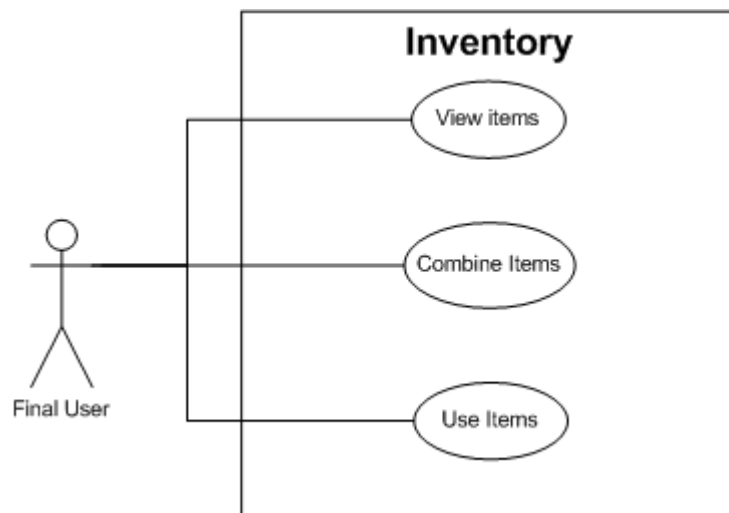 Inventory
View items
Combine Items
Final User
Use Items